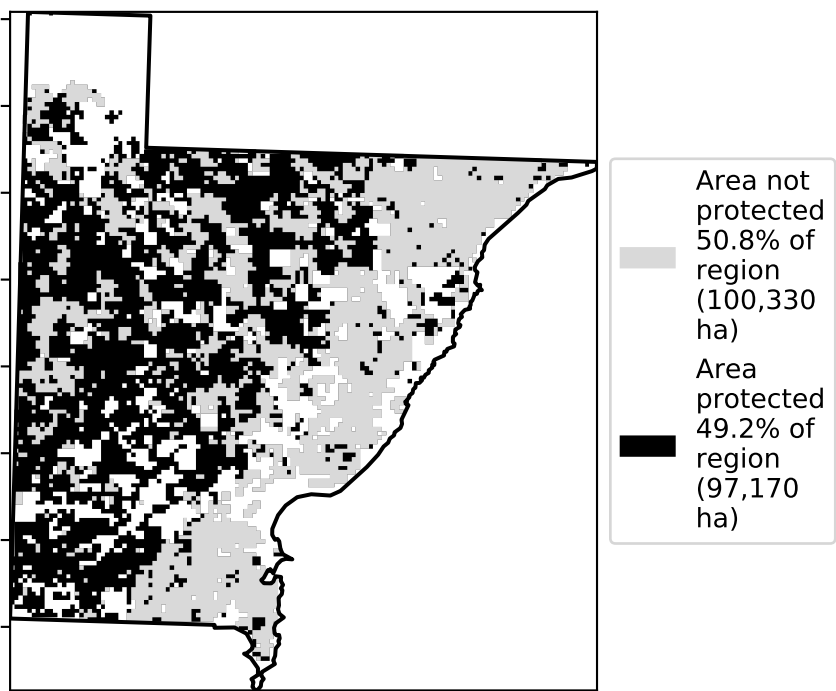 Area not
protected
50.8% of
region
(100,330
ha)
Area
protected
49.2% of
region
(97,170
ha)